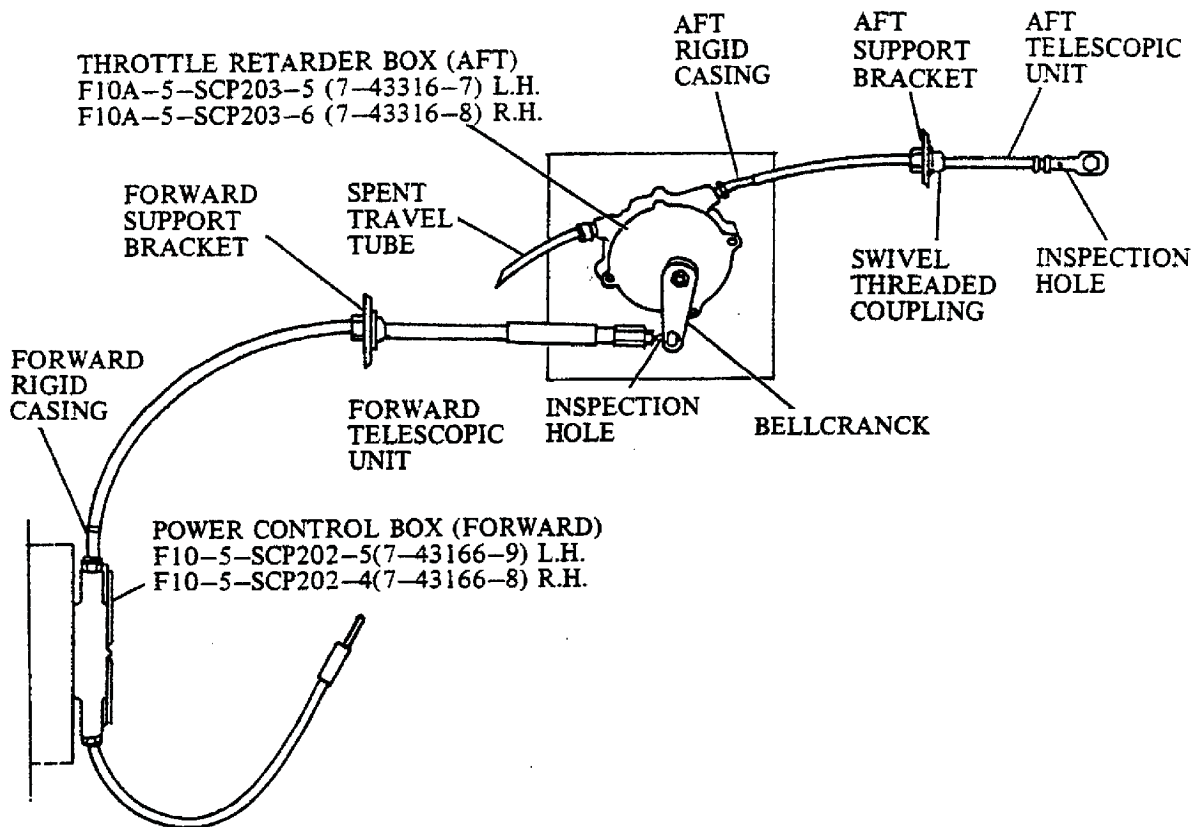 THROTTLE RETARDER BOX (AFT)
F10A-5-SCP203-5 (7-43316-7) L.H.
F10A-5-SCP203-6 (7-43316-8) R.H.
AFT
RIGID
CASING
AFT
SUPPORT
BRACKET
AFT
TELESCOPIC
UNIT
FORWARD
SUPPORT
BRACKET
SPENT
TRAVEL
TUBE
SWIVEL
THREADED
COUPLING
INSPECTION
HOLE
FORWARD
RIGID
CASING
FORWARD
TELESCOPIC
UNIT
INSPECTION
HOLE
BELLCRANCK
POWER CONTROL BOX (FORWARD)
F10-5-SCP202-5(7-43166-9) L.H.
F10-5-SCP202-4(7-43166-8) R.H.